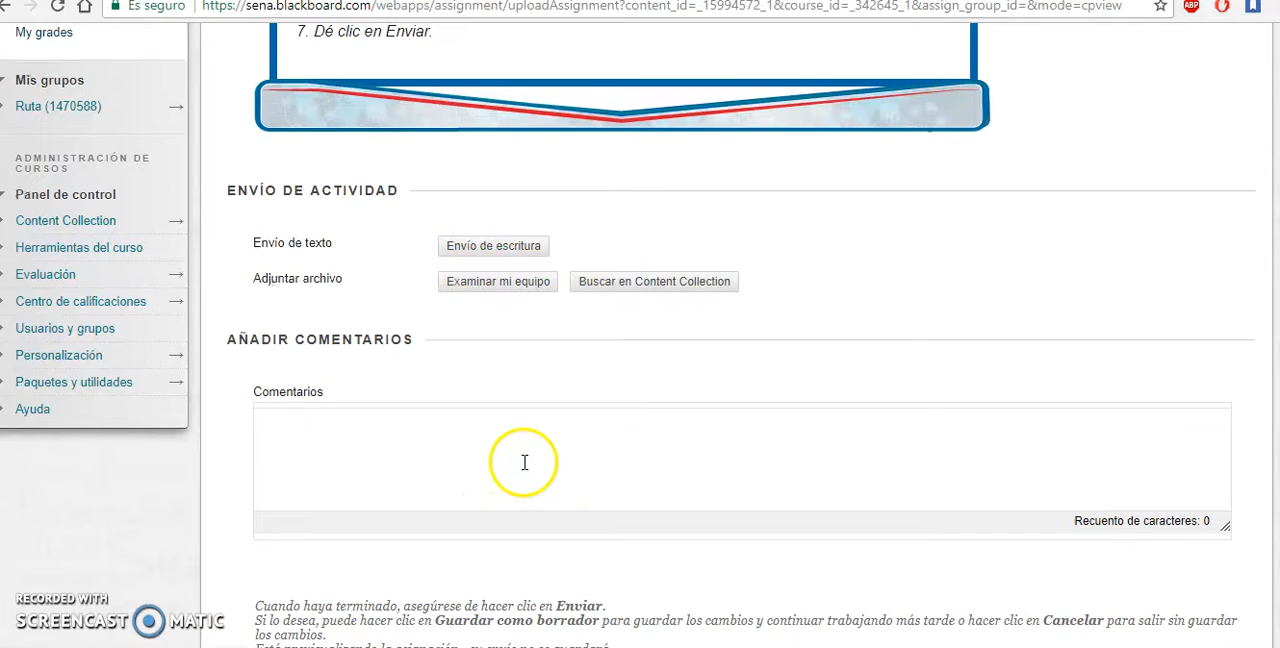 Es seguro
https://sena.blackboard.com/webapps/assignment/uploadAssignment?content_id=_15994572_1&course_id=_342645_1&assign_group_id=&mode=cpview
ABP
My grades
Mis grupos
Ruta (1470588)
ADMINISTRACIÓN DE
CURSOS
Panel de control
Content Collection
Herramientas del curso
Evaluación
Centro de calificaciones
Usuarios y grupos
Personalización
Paquetes y utilidades
Ayuda
7. Dé clic en Enviar.
ENVÍO DE ACTIVIDAD
Envío de texto
Envío de escritura
Adjuntar archivo
Examinar mi equipo
Buscar en Content Collection
AÑADIR COMENTARIOS
Comentarios
Recuento de caracteres: 0
Cuando haya terminado, asegúrese de hacer clic en Enviar.
Si lo desea, puede hacer clic en Guardar como borrador para guardar los cambios y continuar trabajando más tarde o hacer clic en Cancelar para salir sin guardar
los cambios.
RECORDED WITH
SCREENCAST MATIC